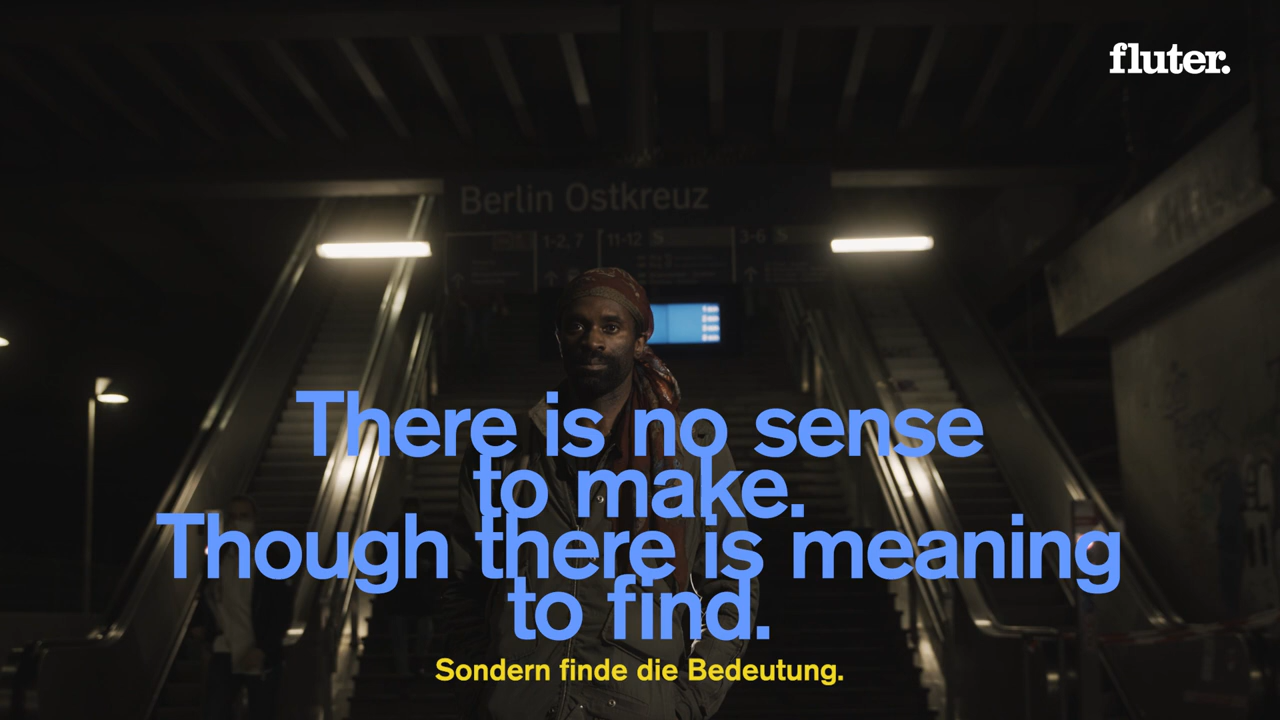 fluter.
Berlin Ostkreuz
1-2, 7
11-12 S
3-6 S
There is no sense
to make.
Though there is meaning
to find.
Sondern finde die Bedeutung.